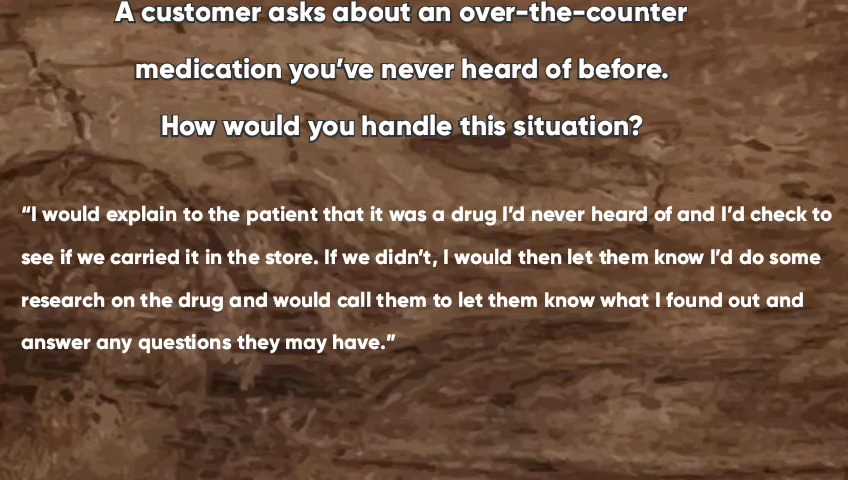 A customer asks about an over-the-counter
medication you’ve never heard of before.
How would you handle this situation?
“I would explain to the patient that it was a drug I’d never heard of and I’d check to
see if we carried it in the store. If we didn’t, I would then let them know I’d do some
research on the drug and would call them to let them know what I found out and
answer any questions they may have.”